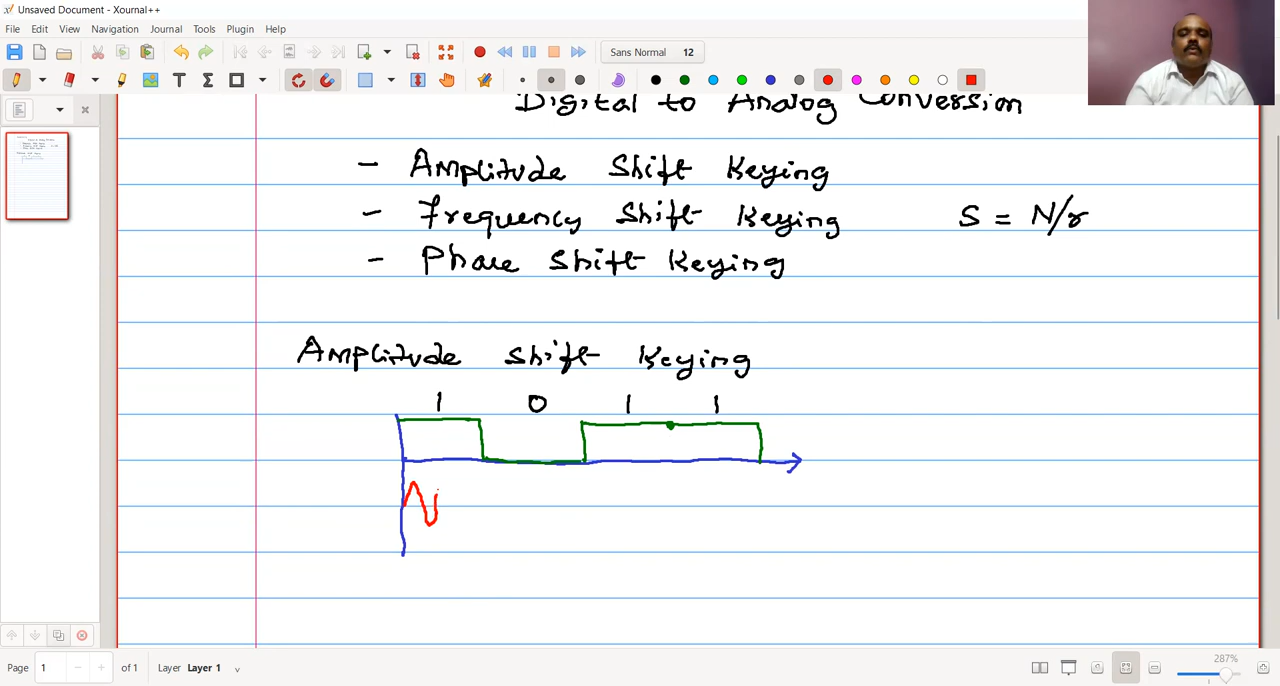 Unsaved Document - Xournal++
File Edit View Navigation Journal Tools Plugin Help
Sans Normal 12
Digital to Analog Conversion
- Amplitude Shift Keying
- Frequency Shift Keying S = N/r
- Phase Shift Keying
Amplitude Shift Keying
1 0 1 1
287%
Page 1 of 1 Layer Layer 1